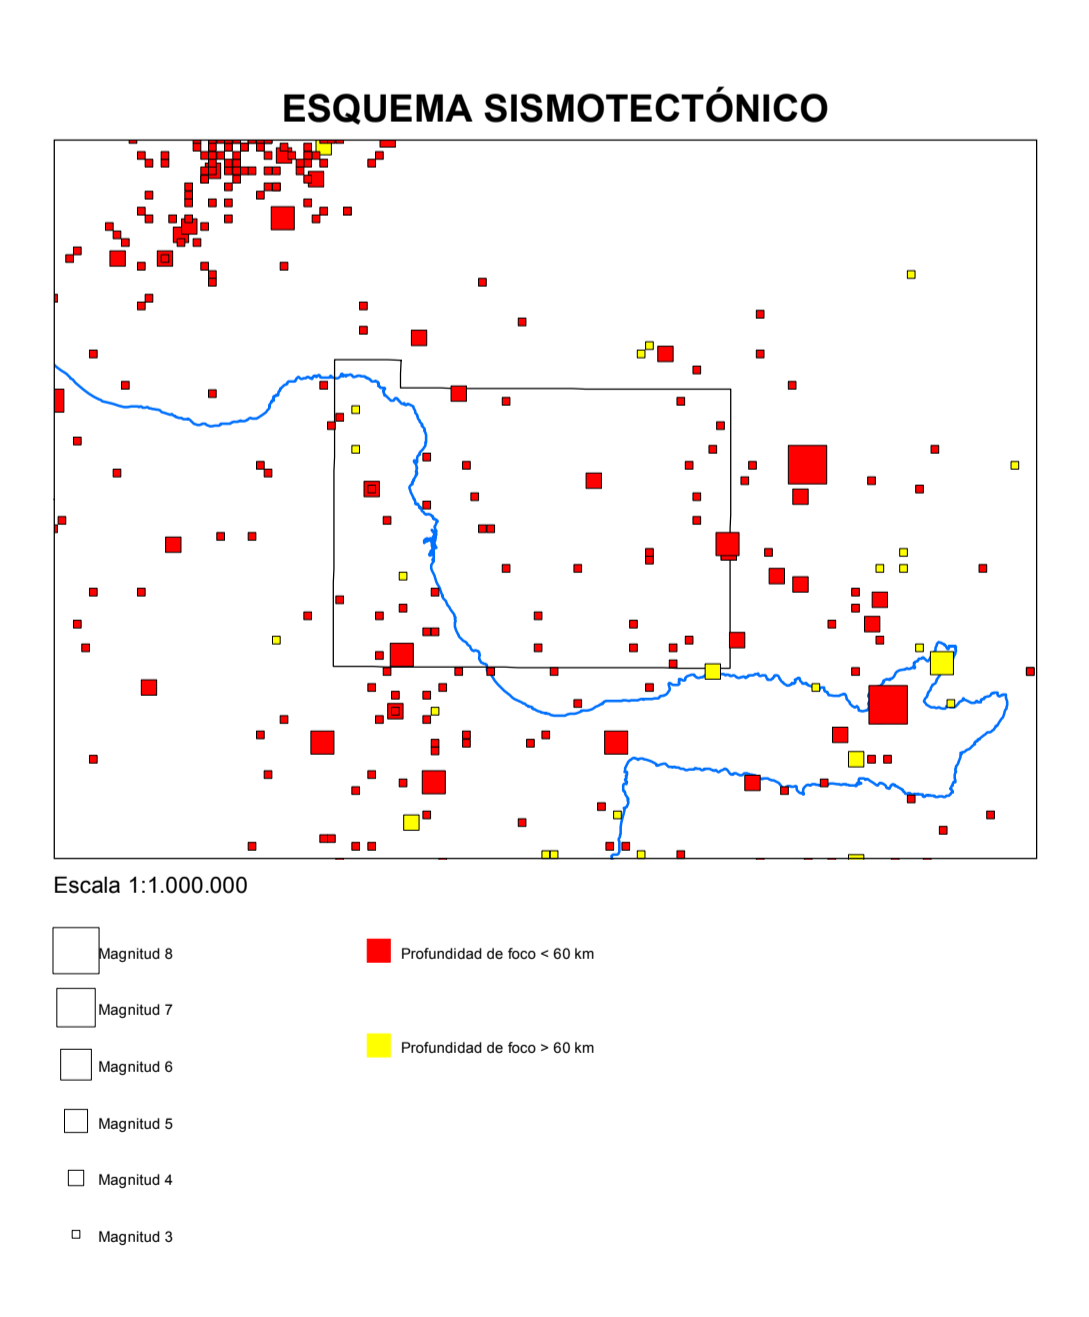 ESQUEMA SISMOTECTÓNICO
Escala 1:1.000.000
Magnitud 8
Profundidad de foco < 60 km
Magnitud 7
Profundidad de foco > 60 km
Magnitud 6
Magnitud 5
Magnitud 4
Magnitud 3